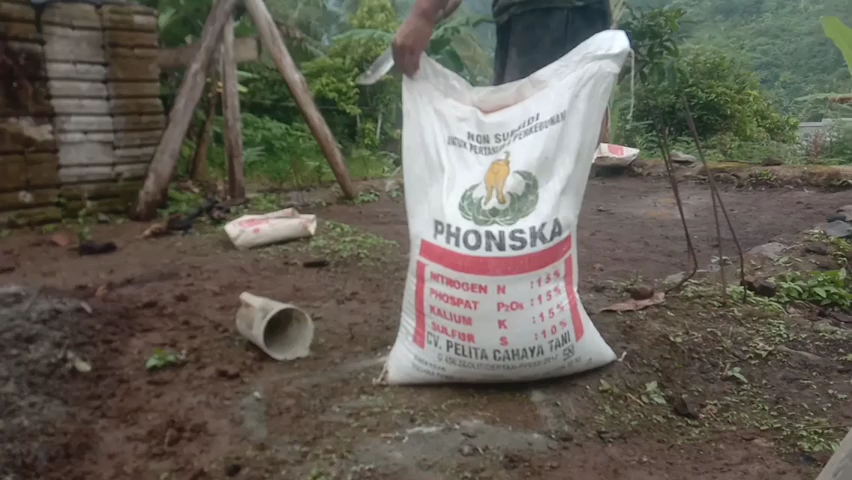 NON SUBSIDI
UNTUK PERTANIAN PERKEBUNAN
PHONSKA
NITROGEN N : 15%
PHOSPAT P₂O₅ : 15%
KALIUM K : 15%
SULFUR S : 10%
CV. PELITA CAHAYA TANI